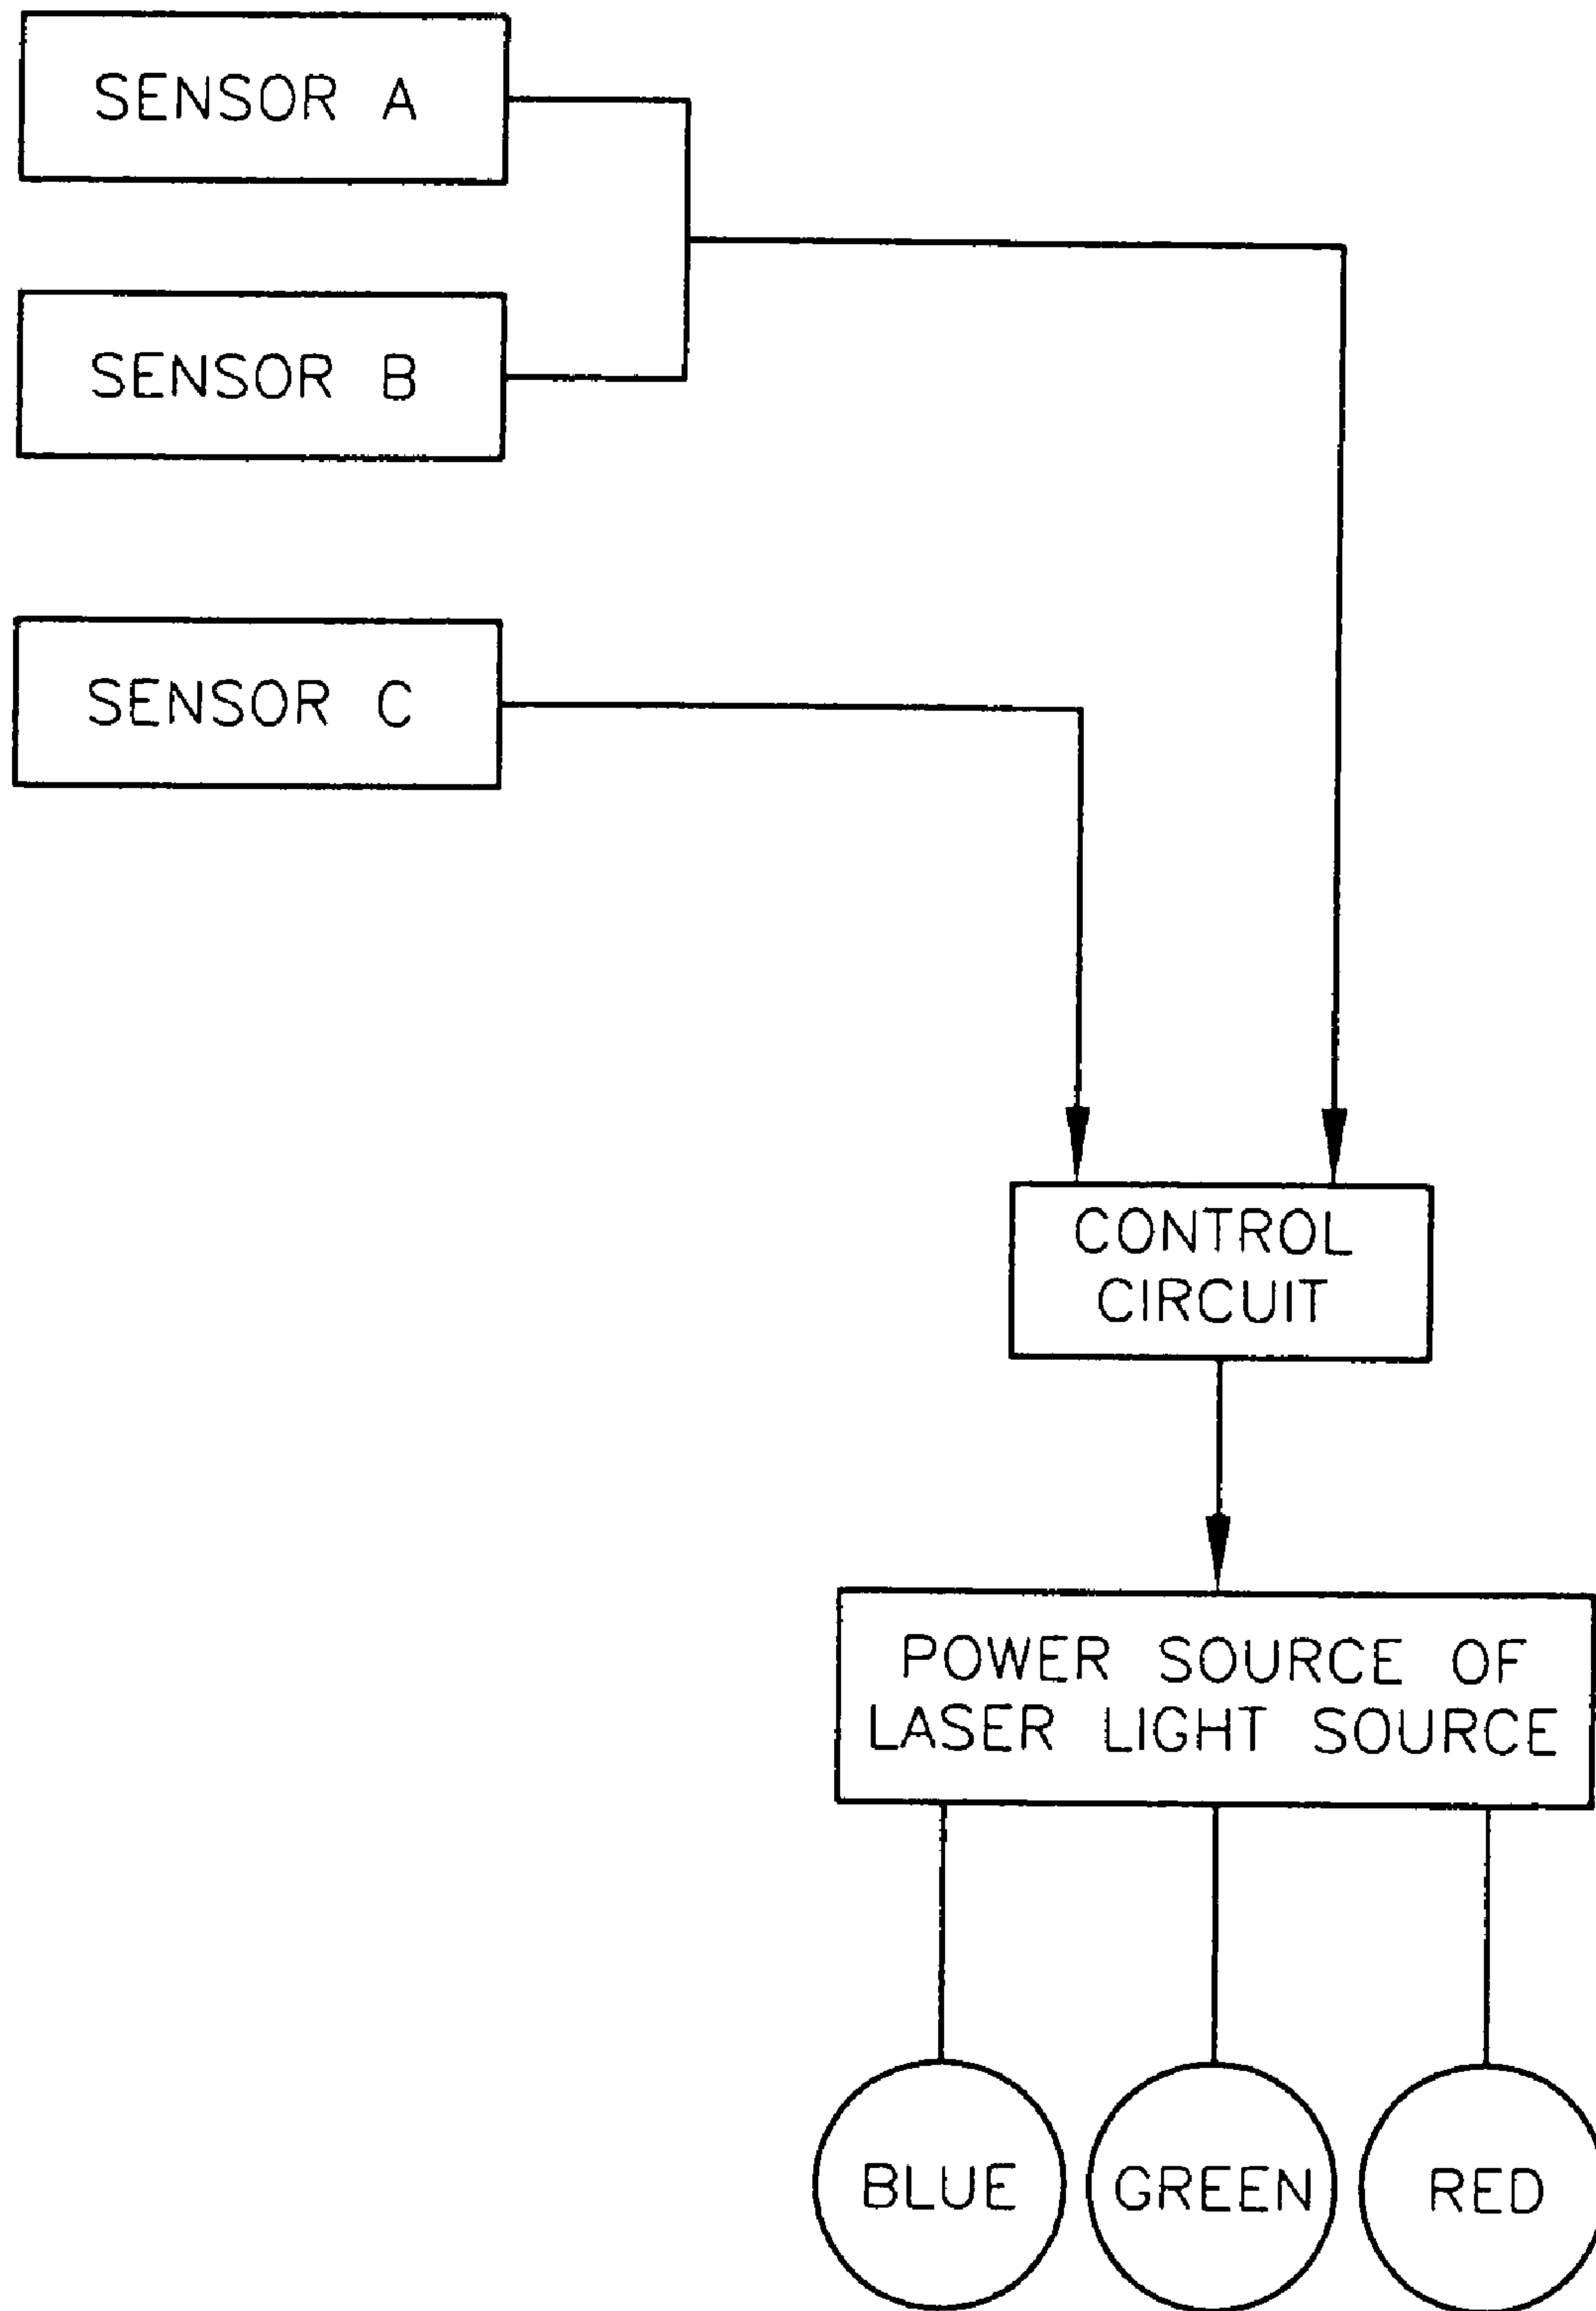 SENSOR A
SENSOR B
SENSOR C
CONTROL
CIRCUIT
POWER SOURCE OF
LASER LIGHT SOURCE
BLUE
GREEN
RED